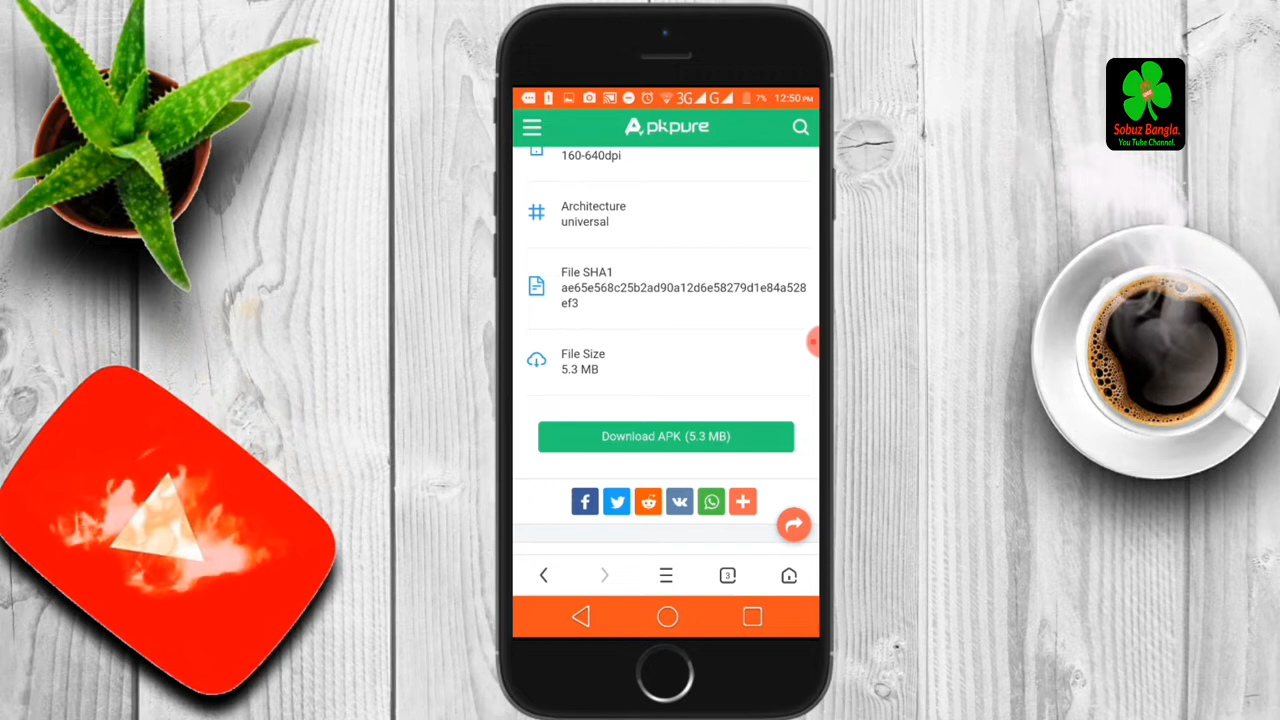 3G G 7% 12:50 PM
Apkpure
160-640dpi
Architecture
universal
File SHA1
ae65e568c25b2ad90a12d6e58279d1e84a528
ef3
File Size
5.3 MB
Download APK (5.3 MB)
3
Sobuz Bangla.
You Tube Channel.